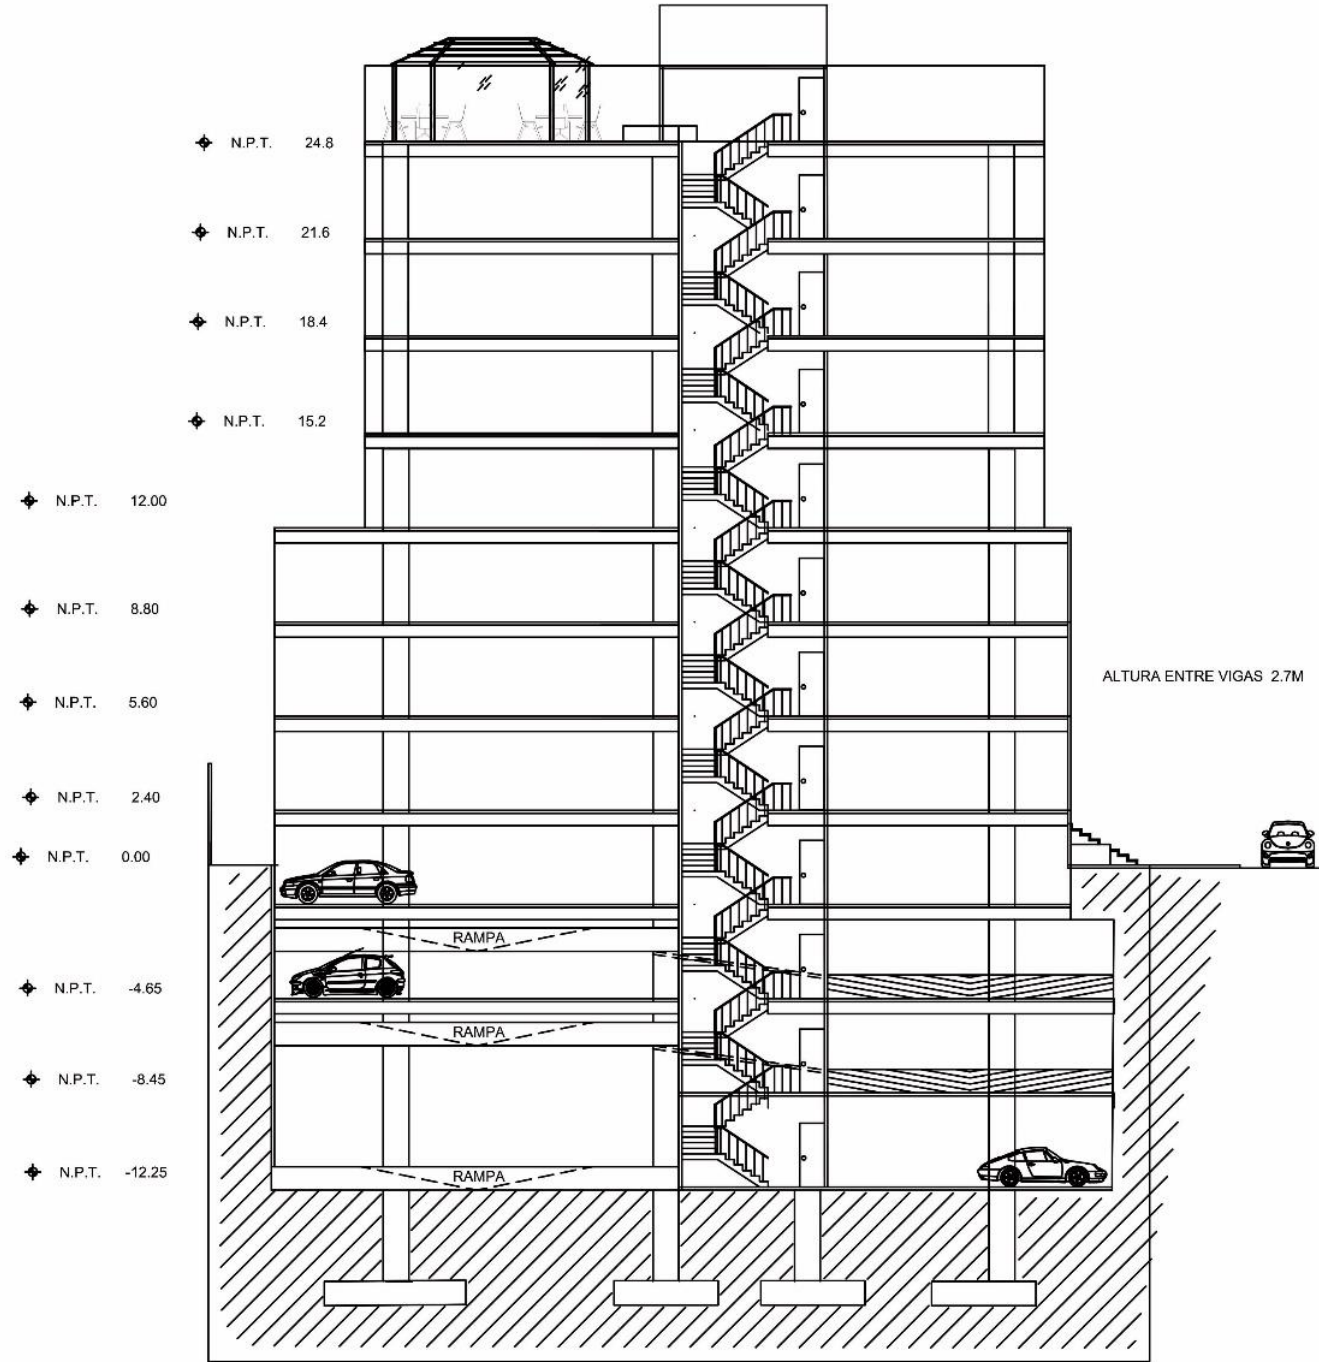 N.P.T. 24.8
N.P.T. 21.6
N.P.T. 18.4
N.P.T. 15.2
N.P.T. 12.00
N.P.T. 8.80
ALTURA ENTRE VIGAS 2.7M
N.P.T. 5.60
N.P.T. 2.40
N.P.T. 0.00
RAMPA
N.P.T. -4.65
RAMPA
N.P.T. -8.45
N.P.T. -12.25
RAMPA